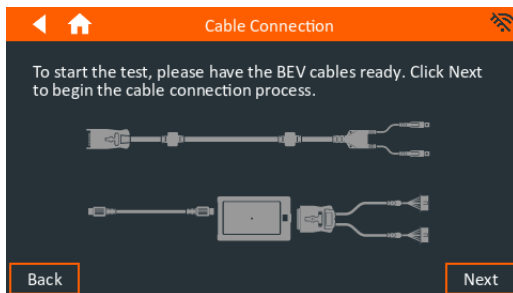 Cable Connection
To start the test, please have the BEV cables ready. Click Next
to begin the cable connection process.
Back
Next